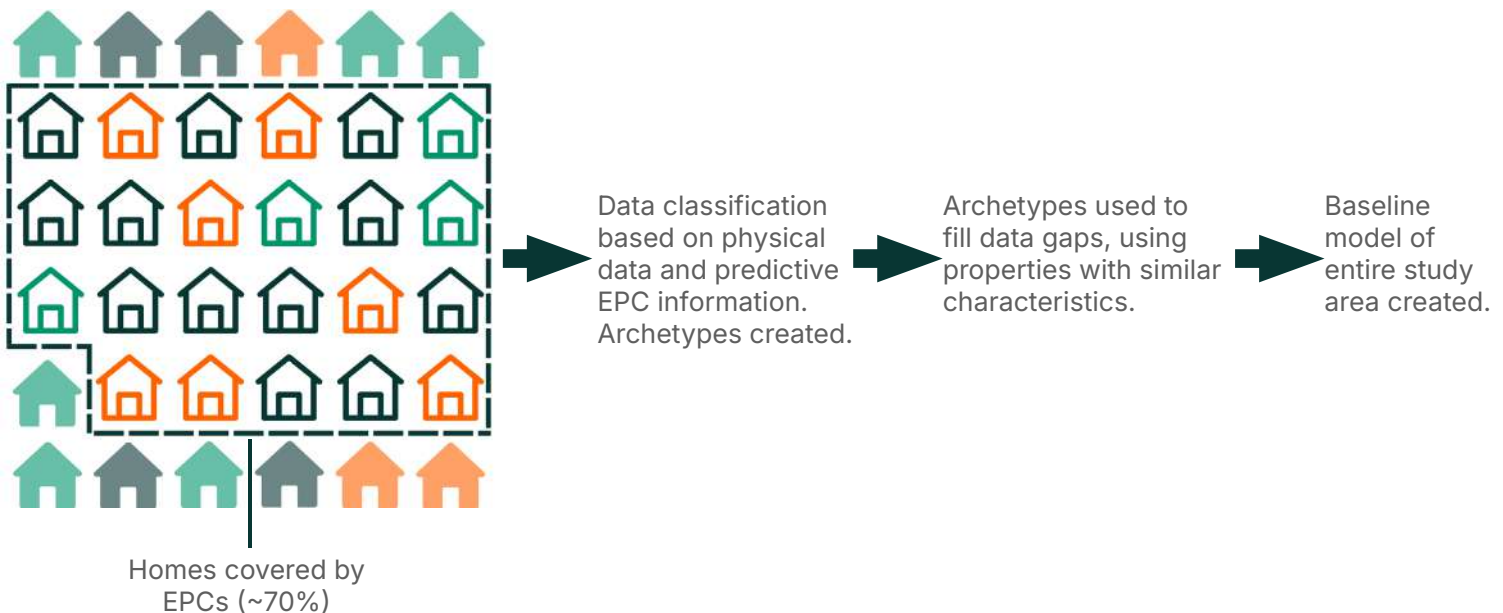 Data classification
based on physical
data and predictive
EPC information.
Archetypes created.
Archetypes used to
fill data gaps, using
properties with similar
characteristics.
Baseline
model of
entire study
area created.
Homes covered by
EPCs (~70%)